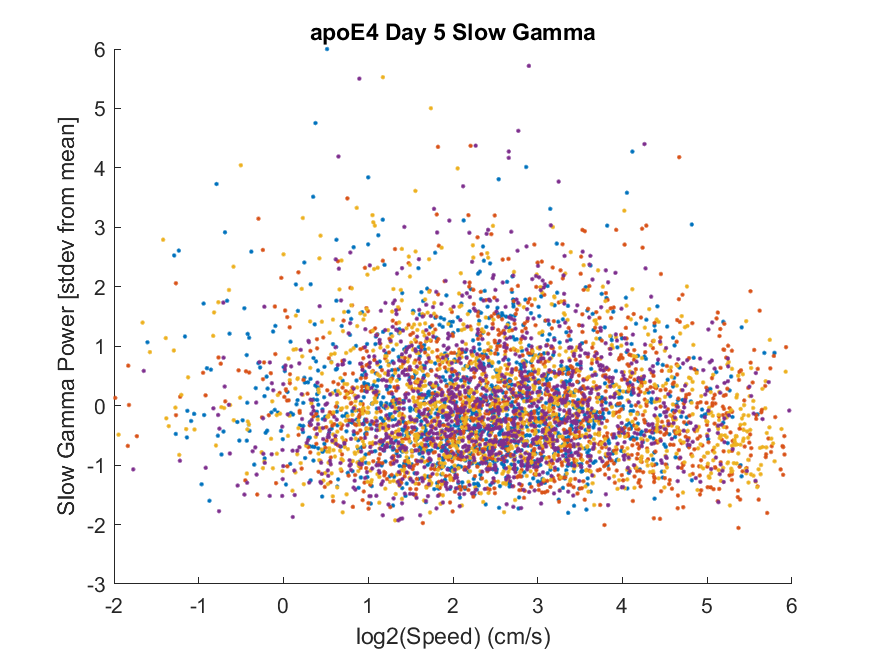 apoE4 Day 5 Slow Gamma
Slow Gamma Power [stdev from mean]
6
5
4
3
2
1
0
-1
-2
-3
-2 -1 0 1 2 3 4 5 6
log2(Speed) (cm/s)